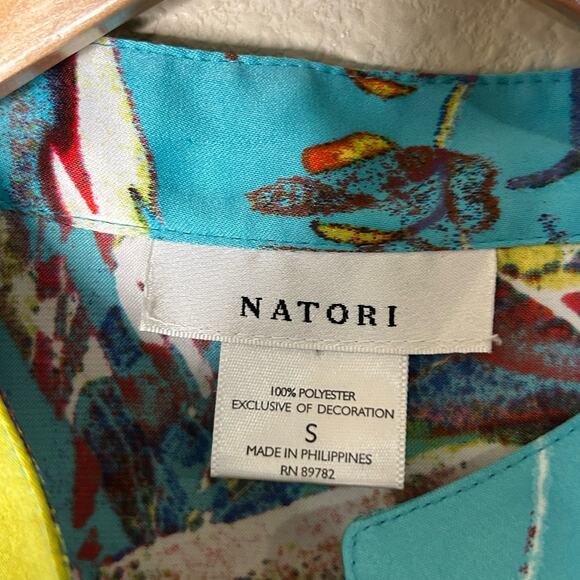 NATORI
100% POLYESTER
EXCLUSIVE OF DECORATION
S
MADE IN PHILIPPINES
RN 89782